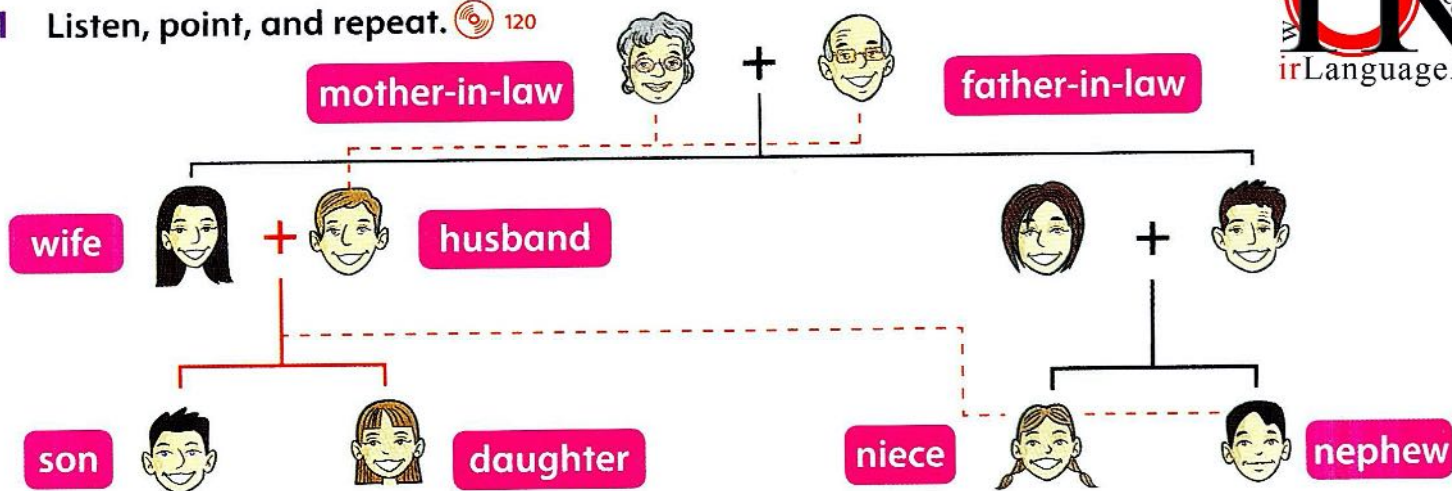 Listen, point, and repeat. 120
mother-in-law
father-in-law
irLanguage.
wife
husband
son
daughter
niece
nephew